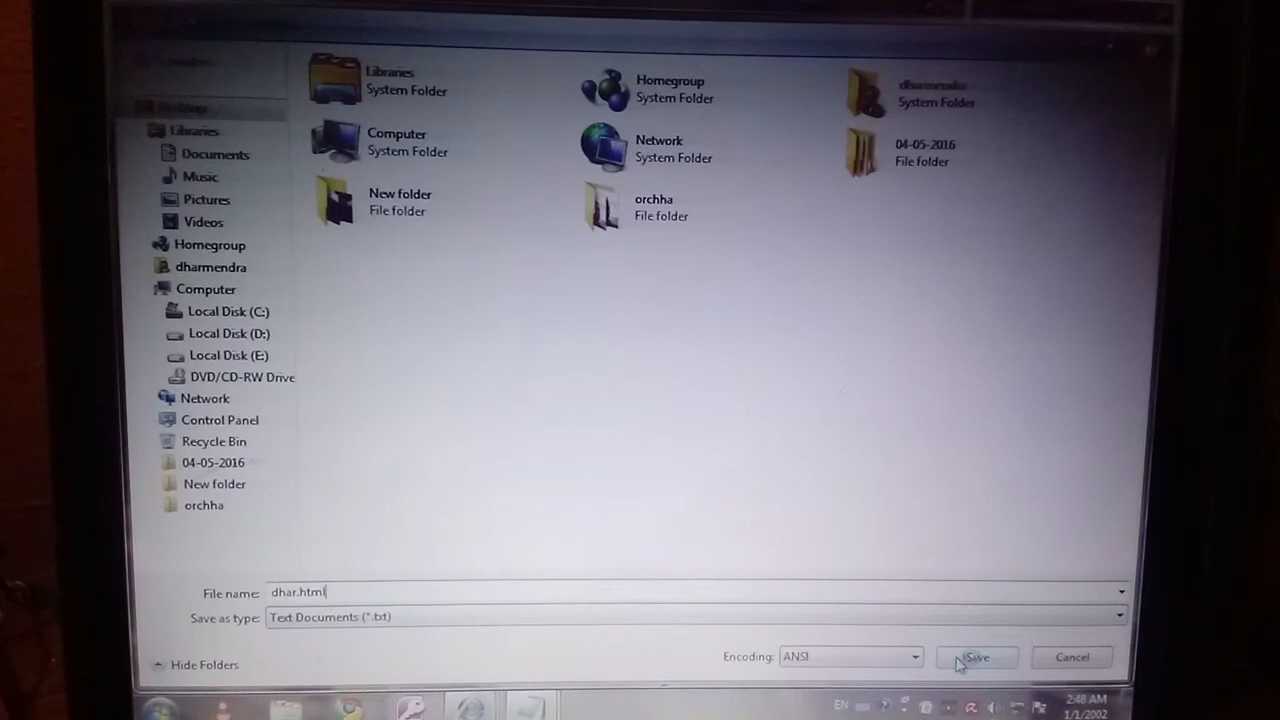 Libraries
System Folder
Homegroup
System Folder
dharmendra
System Folder
Computer
System Folder
Network
System Folder
04-05-2016
File folder
New folder
File folder
orchha
File folder
Desktop
Libraries
Documents
Music
Pictures
Videos
Homegroup
dharmendra
Computer
Local Disk (C:)
Local Disk (D:)
Local Disk (E:)
DVD/CD-RW Drive
Network
Control Panel
Recycle Bin
04-05-2016
New folder
orchha
File name: dhar.html
Save as type: Text Documents (*.txt)
Hide Folders
Encoding: ANSI
Save
Cancel
EN
2:48 AM
1/1/2002